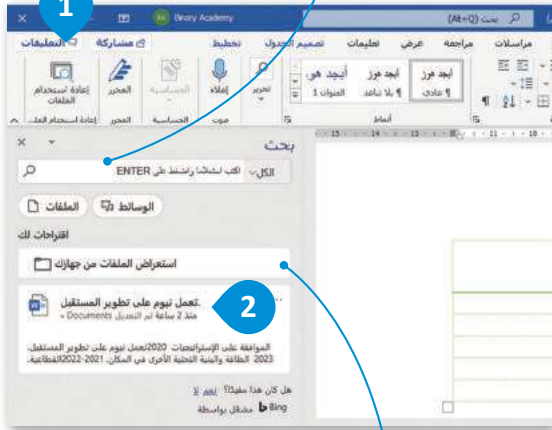 1
Binary Academy
بحث (Alt+Q)
مراسلات
مراجعة
عرض
تعليمات
تصميم الجدول
تخطيط
مشاركة
التعليقات
أبجد هوز
¶ عادي
أبجد هوز
¶ بلا تباعد
أبجد هوز
العنوان 1
أنماط
تحرير
إملاء
صوت
الحساسية
الحساسية
المحرر
المحرر
إعادة استخدام
الملفات
إعادة استخدام الملف
بحث
الكل
اكتب استعلامًا واضغط على ENTER
الوسائط
الملفات
اقتراحات لك
استعراض الملفات من جهازك
2
تعمل نيوم على تطوير المستقبل.
منذ 2 ساعة تم التعديل Documents »
الموافقة على الإستراتيجيات 2020تعمل نيوم على تطوير المستقبل.
2023 الطاقة والبنية التحتية الأخرى في المكان. 2021-2022القطاعية.
هل كان هذا مفيدًا؟ نعم لا
مشغل بواسطة Bing